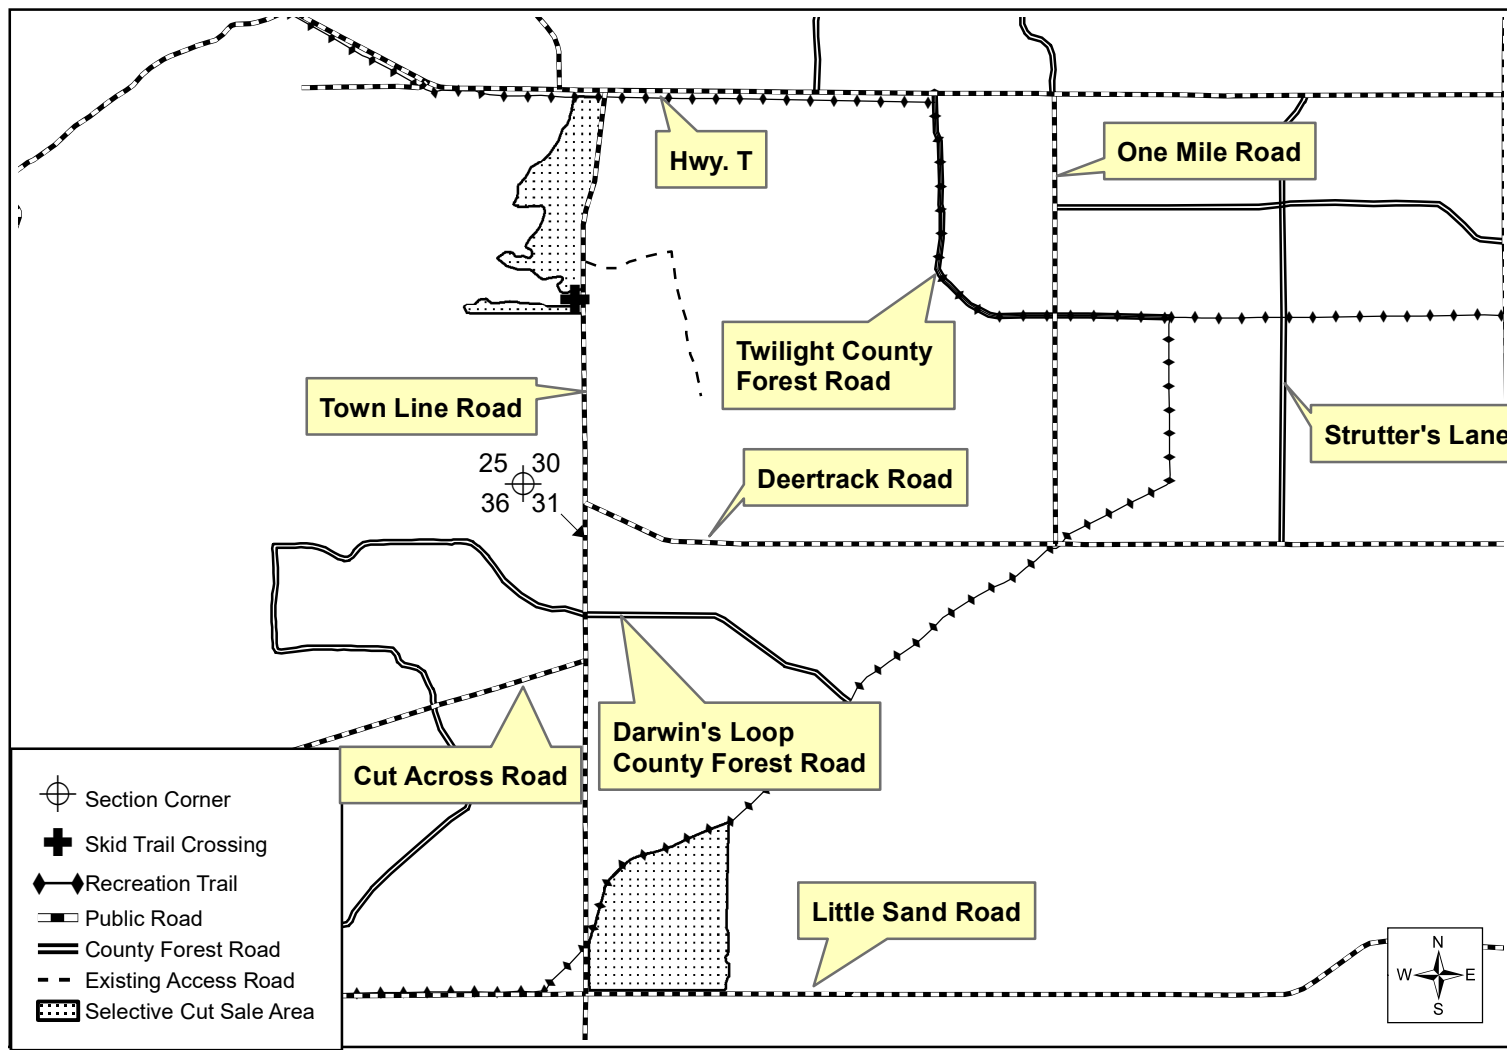 Hwy. T
One Mile Road
Twilight County
Forest Road
Town Line Road
Strutter's Lane
25 30
36 31
Deertrack Road
Darwin's Loop
County Forest Road
Cut Across Road
Little Sand Road
Section Corner
Skid Trail Crossing
Recreation Trail
Public Road
County Forest Road
Existing Access Road
Selective Cut Sale Area
N
W E
S